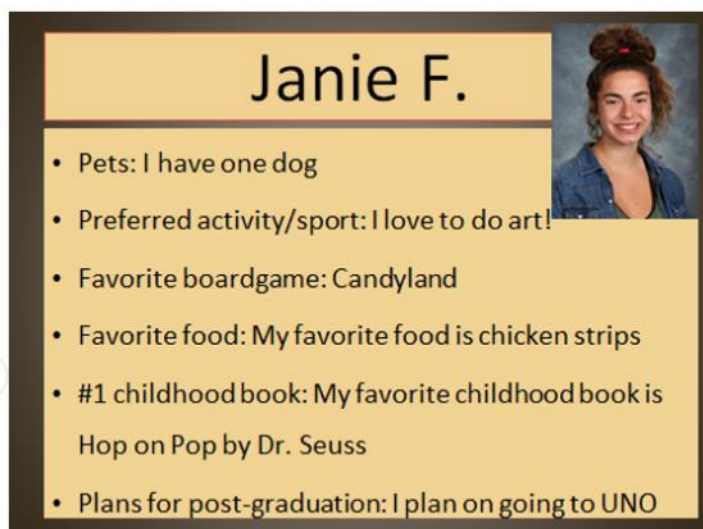 Janie F.
• Pets: I have one dog
• Preferred activity/sport: I love to do art!
• Favorite boardgame: Candyland
• Favorite food: My favorite food is chicken strips
• #1 childhood book: My favorite childhood book is
Hop on Pop by Dr. Seuss
• Plans for post-graduation: I plan on going to UNO